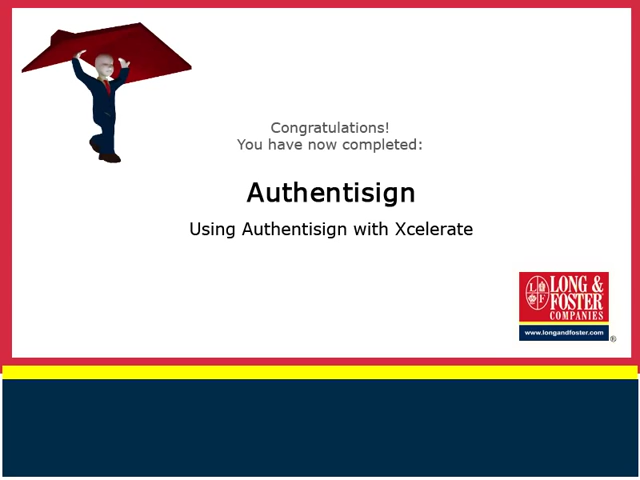 Congratulations!
You have now completed:
Authentisign
Using Authentisign with Xcelerate
L F
LONG &
FOSTER
COMPANIES
www.longandfoster.com
®